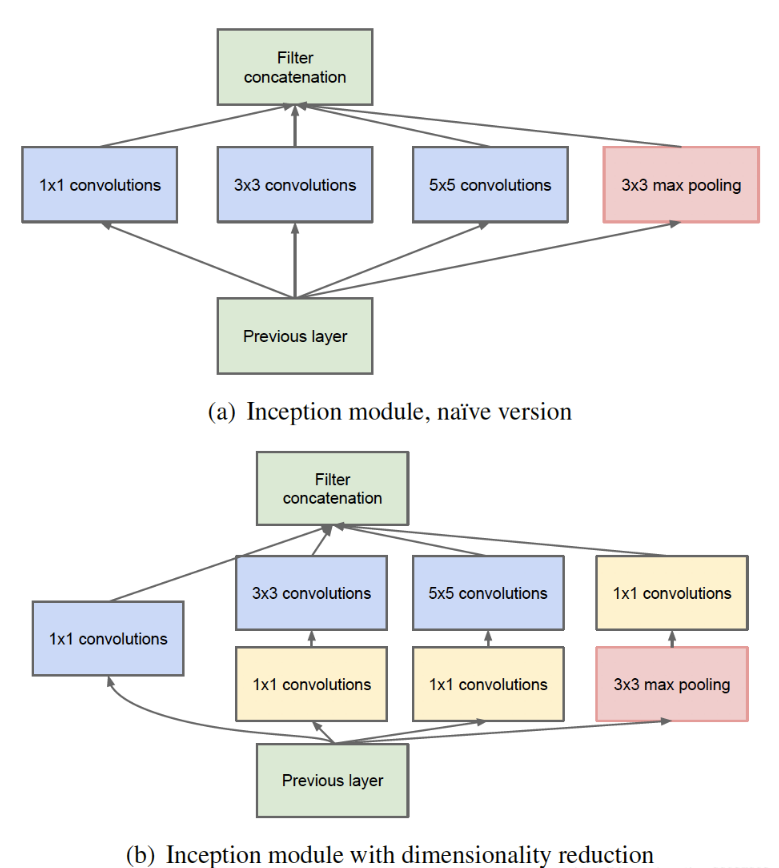 Filter
concatenation
1x1 convolutions
3x3 convolutions
5x5 convolutions
3x3 max pooling
Previous layer
(a) Inception module, naïve version
Filter
concatenation
3x3 convolutions
5x5 convolutions
1x1 convolutions
1x1 convolutions
1x1 convolutions
1x1 convolutions
3x3 max pooling
Previous layer
(b) Inception module with dimensionality reduction